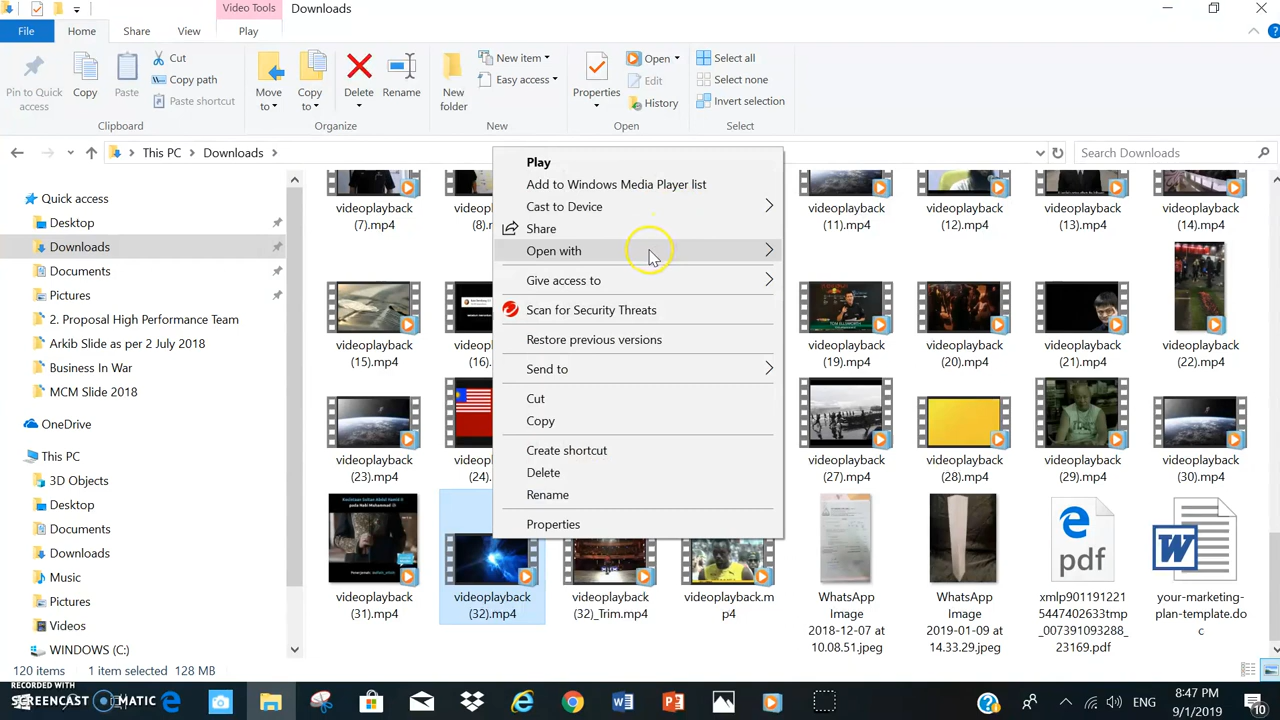 Video Tools
Downloads
File
Home
Share
View
Play
Pin to Quick access
Copy
Paste
Cut
Copy path
Paste shortcut
Clipboard
Move to
Copy to
Delete
Rename
Organize
New folder
New item
Easy access
New
Properties
Open
Edit
History
Open
Select all
Select none
Invert selection
Select
This PC
Downloads
Search Downloads
Quick access
Desktop
Downloads
Documents
Pictures
2. Proposal High Performance Team
Arkib Slide as per 2 July 2018
Business In War
MCM Slide 2018
OneDrive
This PC
3D Objects
Desktop
Documents
Downloads
Music
Pictures
Videos
WINDOWS (C:)
Play
Add to Windows Media Player list
Cast to Device
Share
Open with
Give access to
Scan for Security Threats
Restore previous versions
Send to
Cut
Copy
Create shortcut
Delete
Rename
Properties
videoplayback
(7).mp4
videop
(8).m
videoplayback
(11).mp4
videoplayback
(12).mp4
videoplayback
(13).mp4
videoplayback
(14).mp4
videoplayback
(15).mp4
videop
(16).
videoplayback
(19).mp4
videoplayback
(20).mp4
videoplayback
(21).mp4
videoplayback
(22).mp4
videoplayback
(23).mp4
videop
(24).
videoplayback
(27).mp4
videoplayback
(28).mp4
videoplayback
(29).mp4
videoplayback
(30).mp4
videoplayback
(31).mp4
videoplayback
(32).mp4
videoplayback
(32)_Trim.mp4
videoplayback.m
p4
WhatsApp
Image
2018-12-07 at
10.08.51.jpeg
WhatsApp
Image
2019-01-09 at
14.33.29.jpeg
pdf
xmlp901191221
5447402633tmp
_007391093288_
23169.pdf
W
your-marketing-
plan-template.do
c
120 items
1 item selected 128 MB
RECORDED WITH
SCREENCAST MATIC
ENG
8:47 PM
9/1/2019
10